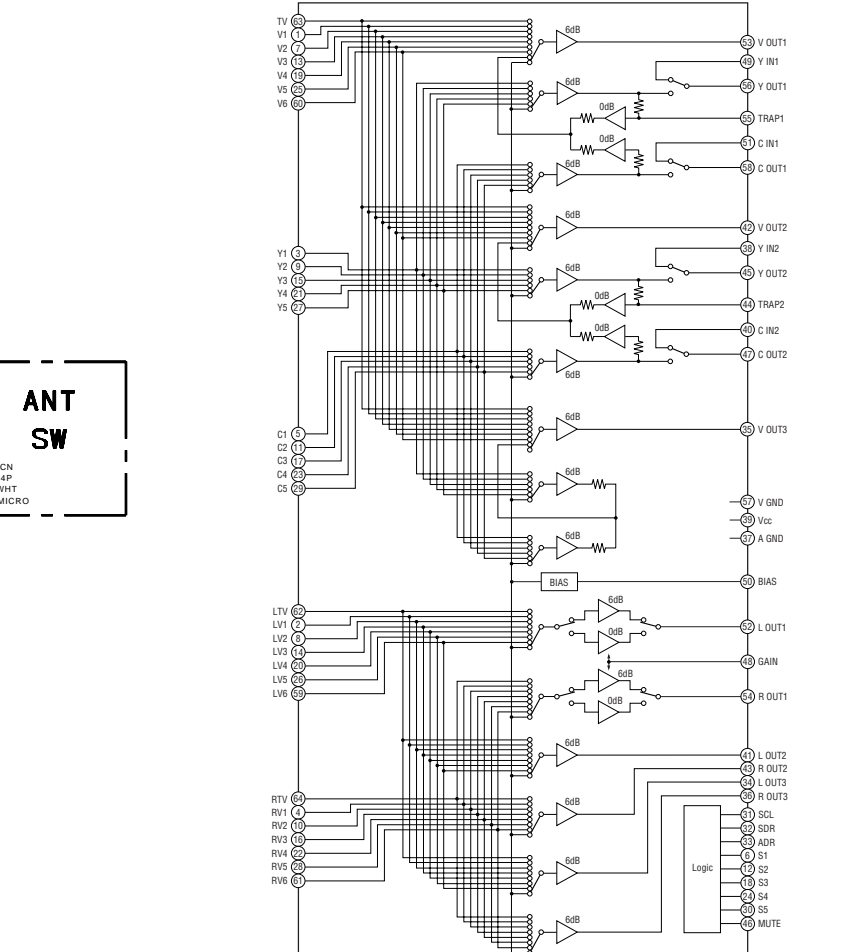 TV 63
V1 1
V2 7
V3 13
V4 19
V5 25
V6 60
6dB
53 V OUT1
49 Y IN1
6dB
56 Y OUT1
0dB
55 TRAP1
0dB
51 C IN1
6dB
58 C OUT1
6dB
42 V OUT2
38 Y IN2
Y1 3
Y2 9
Y3 15
Y4 21
Y5 27
6dB
45 Y OUT2
0dB
44 TRAP2
0dB
40 C IN2
47 C OUT2
6dB
ANT
SW
CN
4P
WHT
MICRO
C1 5
C2 11
C3 17
C4 23
C5 29
6dB
35 V OUT3
6dB
57 V GND
39 Vcc
37 A GND
6dB
BIAS
50 BIAS
LTV 62
LV1 2
LV2 8
LV3 14
LV4 20
LV5 26
LV6 59
6dB
0dB
52 L OUT1
48 GAIN
6dB
0dB
54 R OUT1
6dB
41 L OUT2
43 R OUT2
34 L OUT3
36 R OUT3
RTV 64
RV1 4
RV2 10
RV3 16
RV4 22
RV5 28
RV6 61
6dB
6dB
6dB
Logic
31 SCL
32 SDR
33 ADR
6 S1
12 S2
18 S3
24 S4
30 S5
46 MUTE